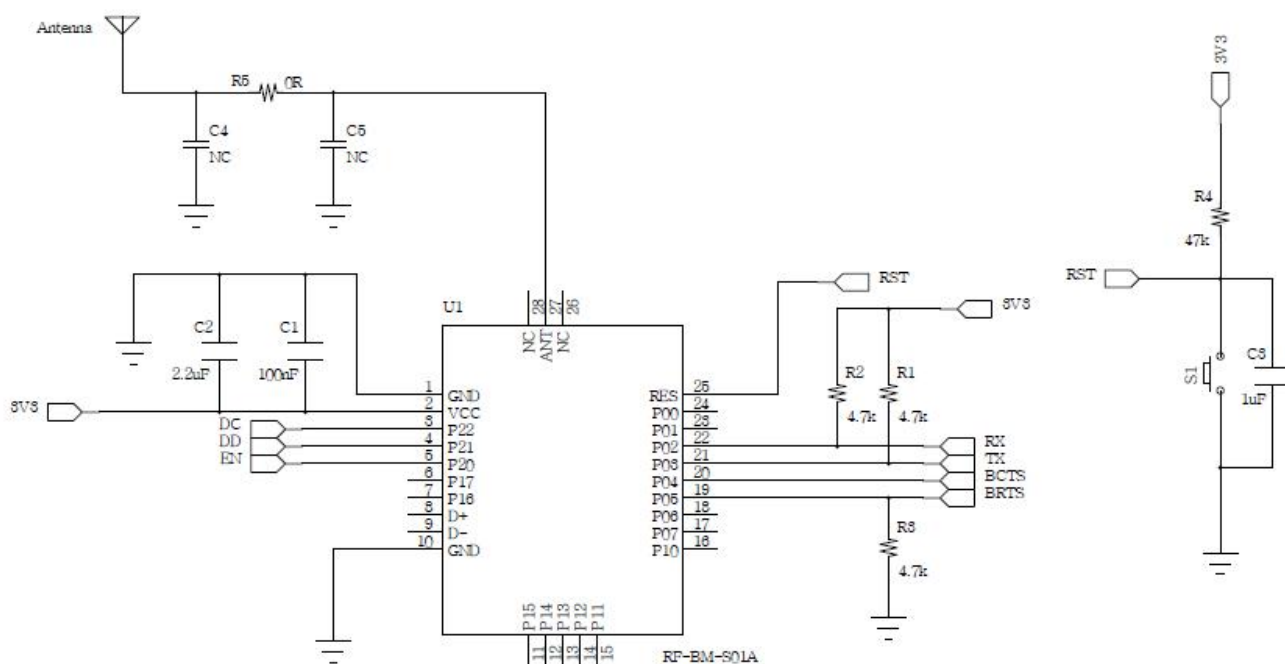 Antenna
R5 0R
C4
NC
C5
NC
3V3
R4
47k
RST
S1
C3
1uF
C2
2.2uF
C1
100nF
3V3
DC
DD
EN
U1
28 27 26
NC ANT NC
1 GND
2 VCC
3 P22
4 P21
5 P20
6 P17
7 P16
8 D+
9 D-
10 GND
RES 25
P00 24
P01 23
P02 22
P03 21
P04 20
P05 19
P06 18
P07 17
P10 16
P15 P14 P13 P12 P11
11 12 13 14 15
RF-BM-S01A
RST
3V3
R2
4.7k
R1
4.7k
RX
TX
BCTS
BRTS
R3
4.7k